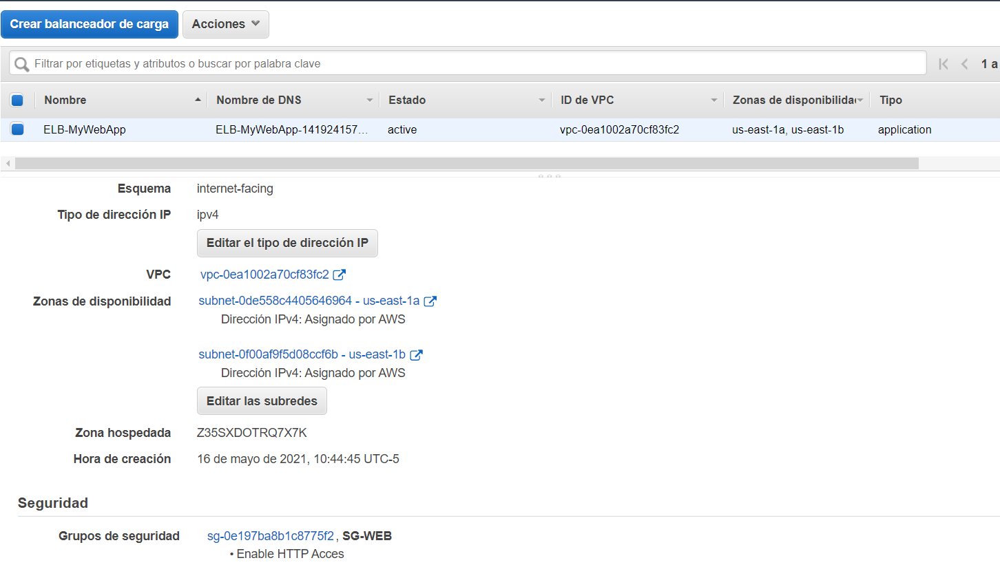 Crear balanceador de carga Acciones
Filtrar por etiquetas y atributos o buscar por palabra clave 1 a
Nombre Nombre de DNS Estado ID de VPC Zonas de disponibilida Tipo
ELB-MyWebApp ELB-MyWebApp-141924157... active vpc-0ea1002a70cf83fc2 us-east-1a, us-east-1b application
Esquema internet-facing
Tipo de dirección IP ipv4
Editar el tipo de dirección IP
VPC vpc-0ea1002a70cf83fc2
Zonas de disponibilidad subnet-0de558c4405646964 - us-east-1a
Dirección IPv4: Asignado por AWS
subnet-0f00af9f5d08ccf6b - us-east-1b
Dirección IPv4: Asignado por AWS
Editar las subredes
Zona hospedada Z35SXDOTRQ7X7K
Hora de creación 16 de mayo de 2021, 10:44:45 UTC-5
Seguridad
Grupos de seguridad sg-0e197ba8b1c8775f2, SG-WEB
• Enable HTTP Acces